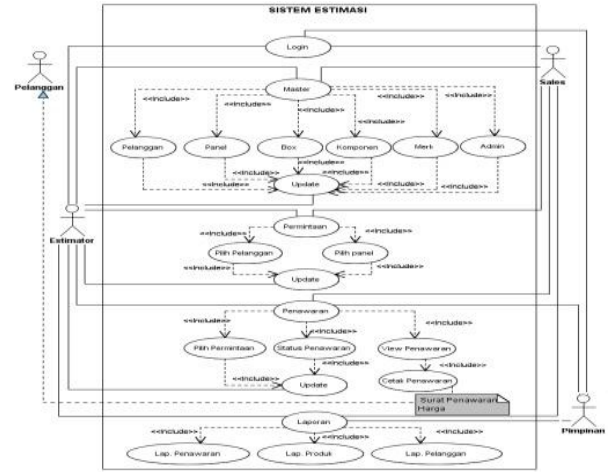 SISTEM ESTIMASI
Login
Pelanggan
Sales
Master
<<Include>>
<<Include>>
<<Include>>
<<Include>>
<<Include>>
<<Include>>
Pelanggan
Panel
Box
Komponen
Merk
Admin
<<Include>>
<<Include>>
<<Include>>
<<Include>>
<<Include>>
<<Include>>
Update
Estimator
Permintaan
<<Include>>
<<Include>>
Pilih Pelanggan
Pilih panel
<<Include>>
<<Include>>
Update
Penawaran
<<Include>>
<<Include>>
<<Include>>
Pilih Permintaan
Status Penawaran
View Penawaran
<<Include>>
<<Include>>
<<Include>>
Update
Cetak Penawaran
Surat Penawaran
Harga
Pimpinan
Laporan
<<Include>>
<<Include>>
<<Include>>
Lap. Penawaran
Lap. Produk
Lap. Pelanggan